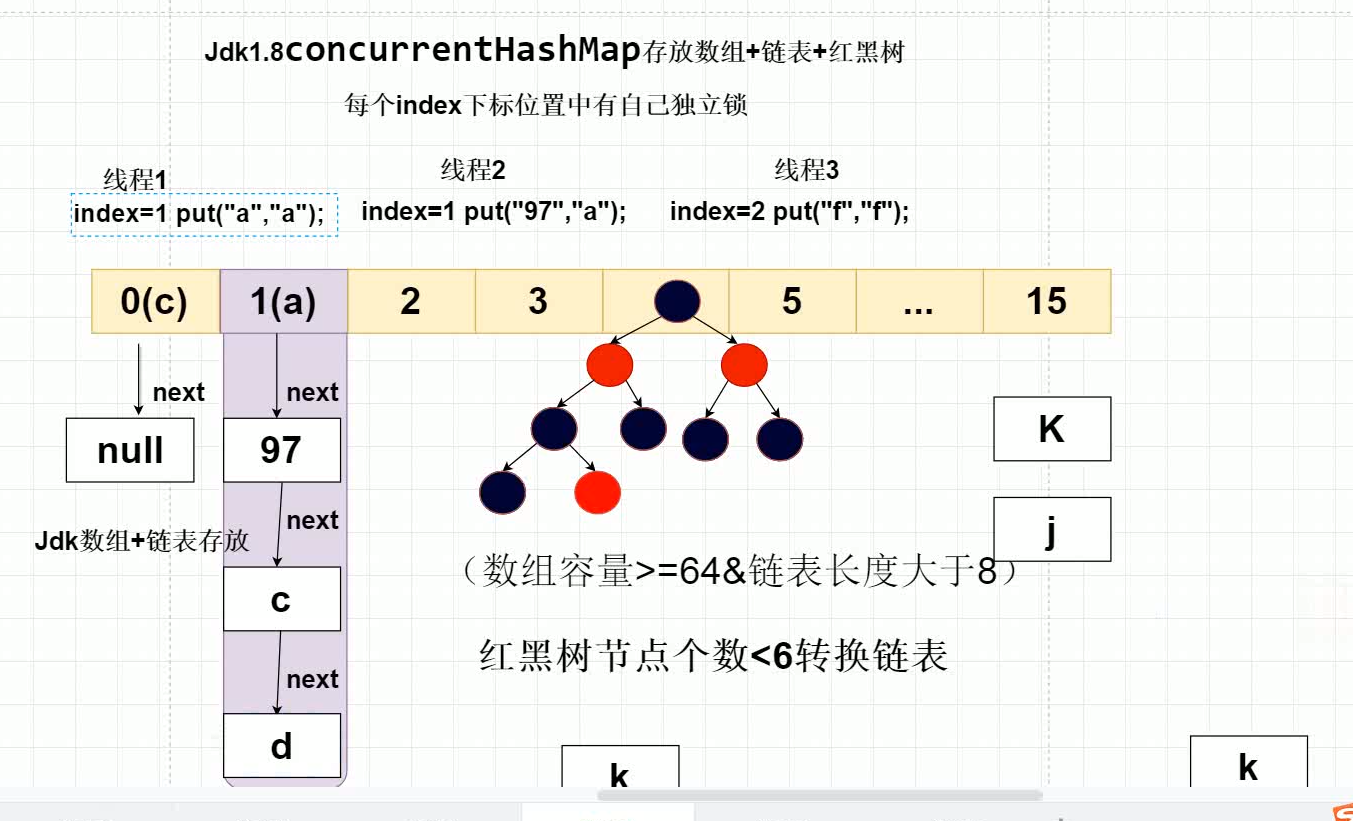 Jdk1.8concurrentHashMap存放数组+链表+红黑树
每个index下标位置中有自己独立锁
线程1
线程2
线程3
index=1 put("a","a");
index=1 put("97","a");
index=2 put("f","f");
0(c)
1(a)
2
3
5
...
15
next
next
null
97
K
next
j
Jdk数组+链表存放
（数组容量>=64&链表长度大于8）
c
红黑树节点个数<6转换链表
next
d
k
k